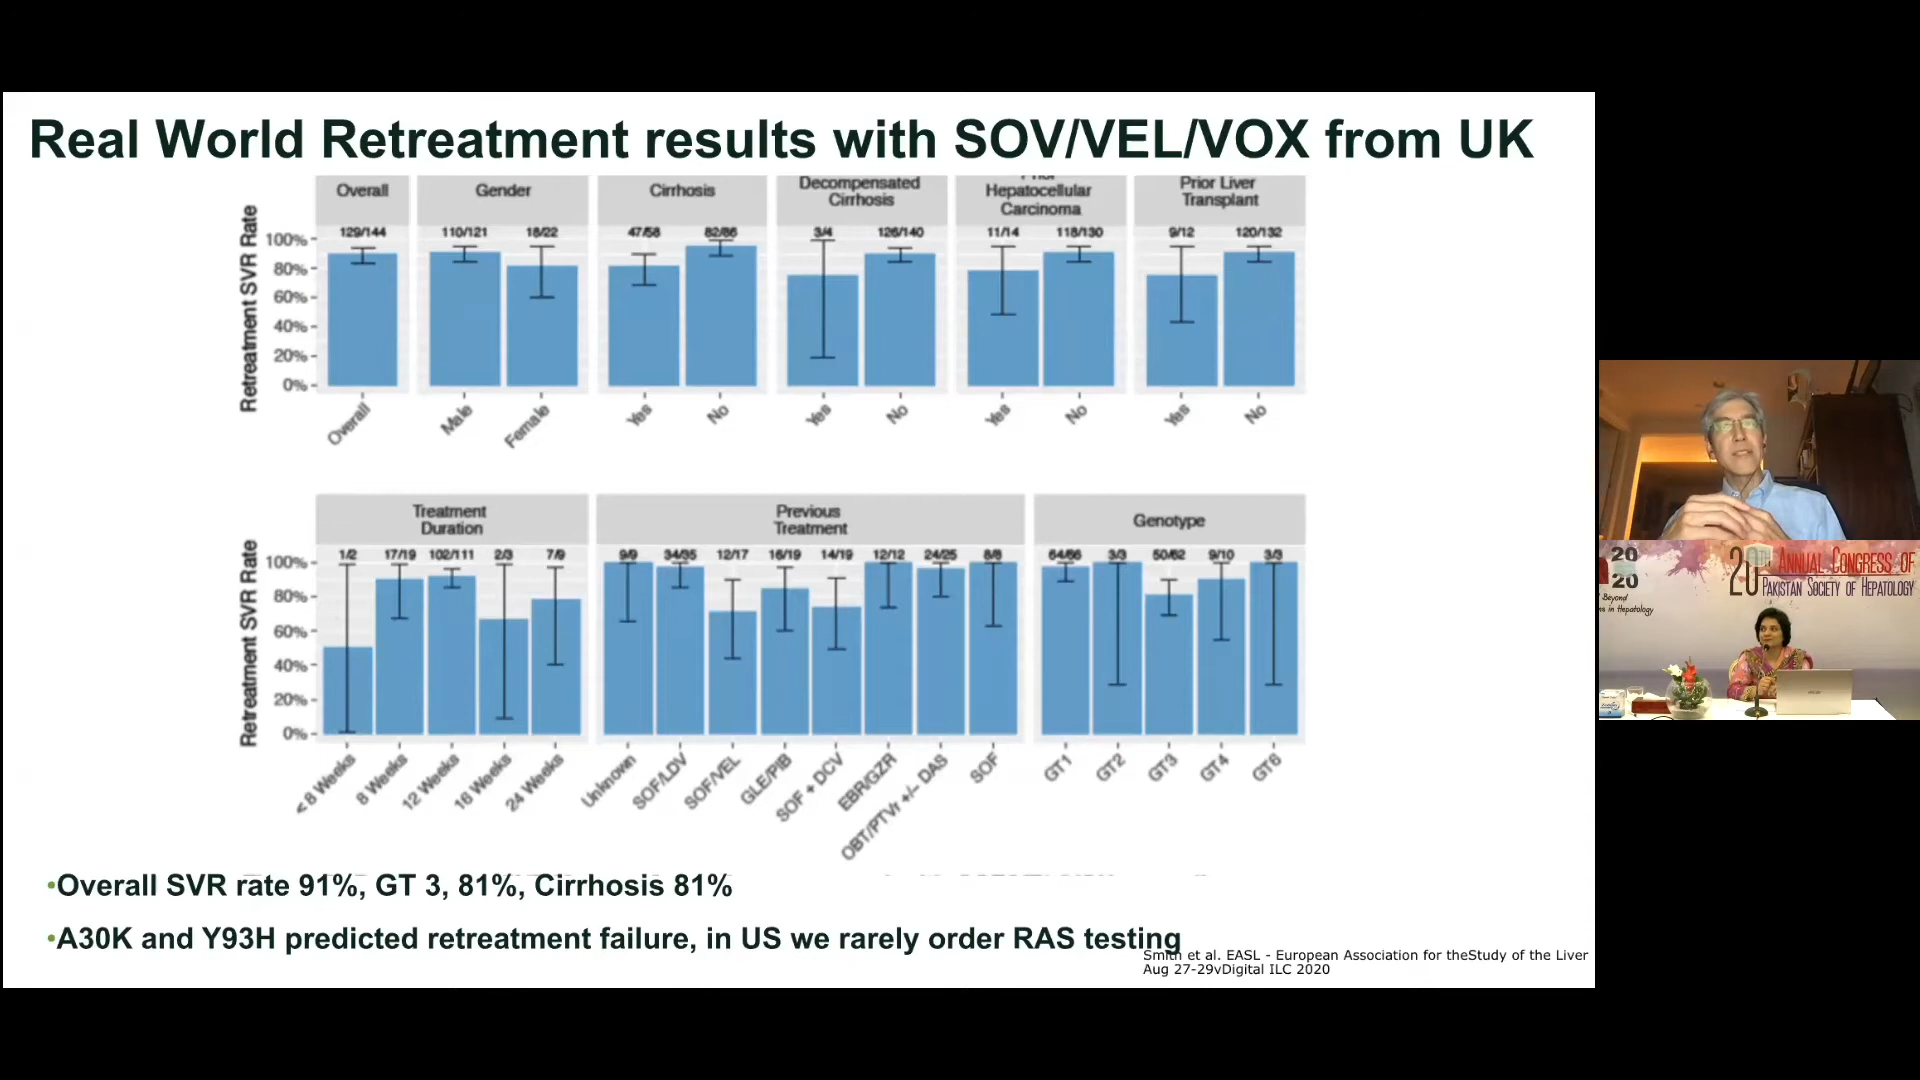 Real World Retreatment results with SOV/VEL/VOX from UK
Retreatment SVR Rate
100%
80%
60%
40%
20%
0%
Overall
129/144
Overall
Gender
110/121
18/22
Male
Female
Cirrhosis
47/58
82/86
Yes
No
Decompensated
Cirrhosis
3/4
126/140
Yes
No
Hepatocellular
Carcinoma
11/14
118/130
Yes
No
Prior Liver
Transplant
9/12
120/132
Yes
No
Retreatment SVR Rate
100%
80%
60%
40%
20%
0%
Treatment
Duration
1/2
17/19
102/111
2/3
7/9
< 8 Weeks
8 Weeks
12 Weeks
16 Weeks
24 Weeks
Previous
Treatment
9/9
34/35
12/17
16/19
14/19
12/12
24/25
8/8
Unknown
SOF/LDV
SOF/VEL
GLE/PIB
SOF + DCV
EBR/GZR
OBT/PTVr +/− DAS
SOF
Genotype
64/66
3/3
50/62
9/10
3/3
GT1
GT2
GT3
GT4
GT6
•Overall SVR rate 91%, GT 3, 81%, Cirrhosis 81%
•A30K and Y93H predicted retreatment failure, in US we rarely order RAS testing
Smith et al. EASL - European Association for theStudy of the Liver
Aug 27-29vDigital ILC 2020
20
20
Beyond
in Hepatology
20TH ANNUAL CONGRESS OF
PAKISTAN SOCIETY OF HEPATOLOGY